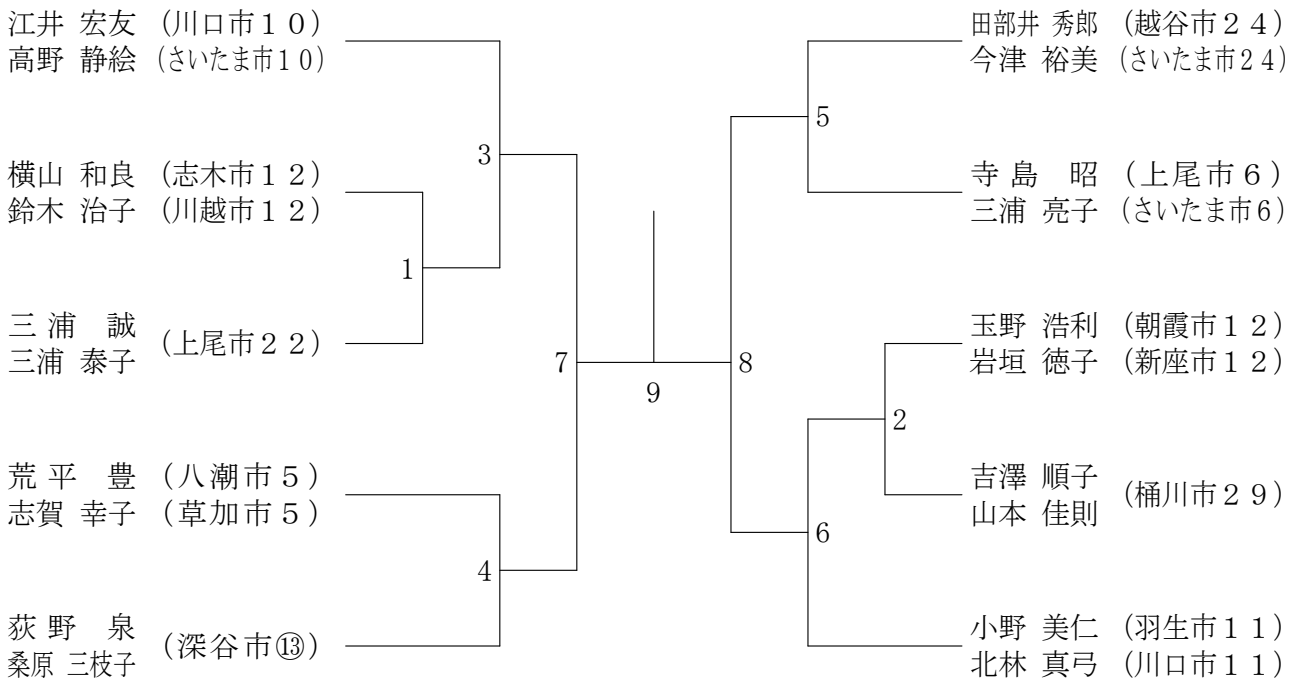 江井 宏友 (川口市１０)
高野 静絵 (さいたま市１０)
横山 和良 (志木市１２)
鈴木 治子 (川越市１２)
三浦 誠
三浦 泰子
(上尾市２２)
荒平 豊 (八潮市５)
志賀 幸子 (草加市５)
荻野 泉
桑原 三枝子
(深谷市⑬)
3
1
7
4
9
田部井 秀郎 (越谷市２４)
今津 裕美 (さいたま市２４)
寺島 昭 (上尾市６)
三浦 亮子 (さいたま市６)
玉野 浩利 (朝霞市１２)
岩垣 徳子 (新座市１２)
吉澤 順子
山本 佳則
(桶川市２９)
小野 美仁 (羽生市１１)
北林 真弓 (川口市１１)
5
8
2
6